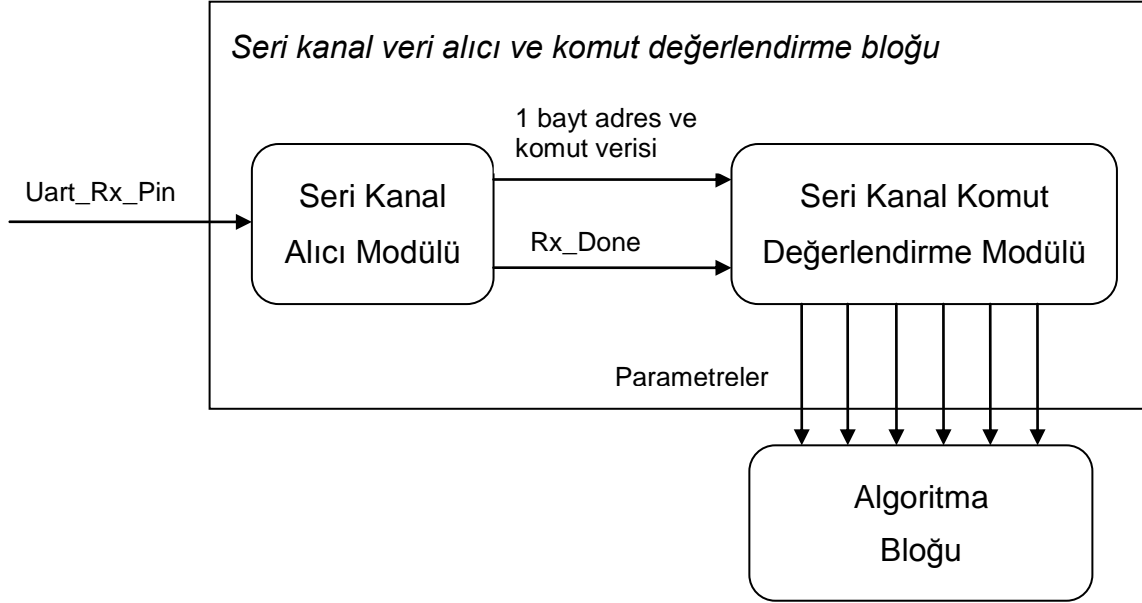 Seri kanal veri alıcı ve komut değerlendirme bloğu
1 bayt adres ve
komut verisi
Uart_Rx_Pin
Seri Kanal
Alıcı Modülü
Rx_Done
Seri Kanal Komut
Değerlendirme Modülü
Parametreler
Algoritma
Bloğu